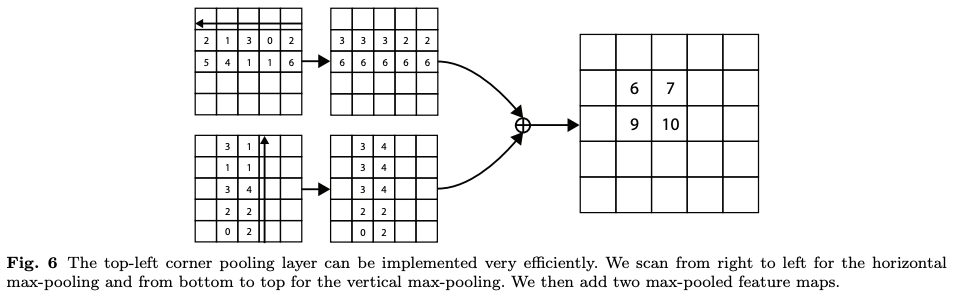 2 1 3 0 2
5 4 1 1 6
3 3 3 2 2
6 6 6 6 6
3 1
1 1
3 4
2 2
0 2
3 4
3 4
3 4
2 2
0 2
6 7
9 10
Fig. 6 The top-left corner pooling layer can be implemented very efficiently. We scan from right to left for the horizontal
max-pooling and from bottom to top for the vertical max-pooling. We then add two max-pooled feature maps.